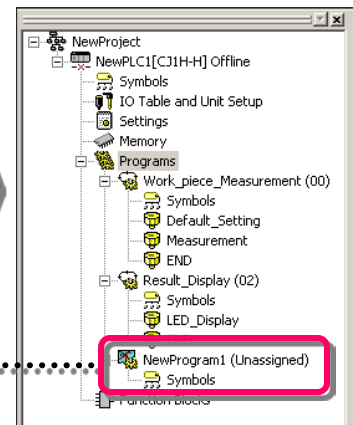 NewProject
NewPLC1[CJ1H-H] Offline
Symbols
IO Table and Unit Setup
Settings
Memory
Programs
Work_piece_Measurement (00)
Symbols
Default_Setting
Measurement
END
Result_Display (02)
Symbols
LED_Display
NewProgram1 (Unassigned)
Symbols
Function Blocks